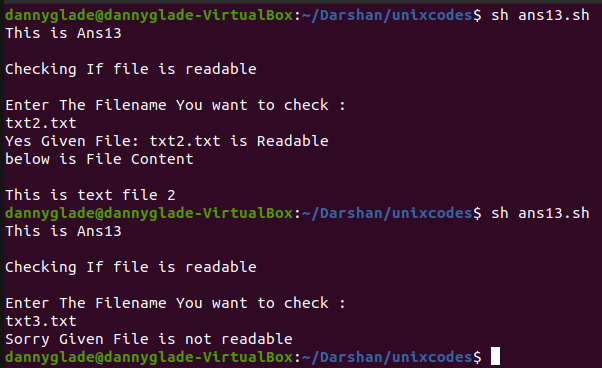 dannyglade@dannyglade-VirtualBox:~/Darshan/unixcodes$ sh ans13.sh
This is Ans13
Checking If file is readable
Enter The Filename You want to check :
txt2.txt
Yes Given File: txt2.txt is Readable
below is File Content
This is text file 2
dannyglade@dannyglade-VirtualBox:~/Darshan/unixcodes$ sh ans13.sh
This is Ans13
Checking If file is readable
Enter The Filename You want to check :
txt3.txt
Sorry Given File is not readable
dannyglade@dannyglade-VirtualBox:~/Darshan/unixcodes$